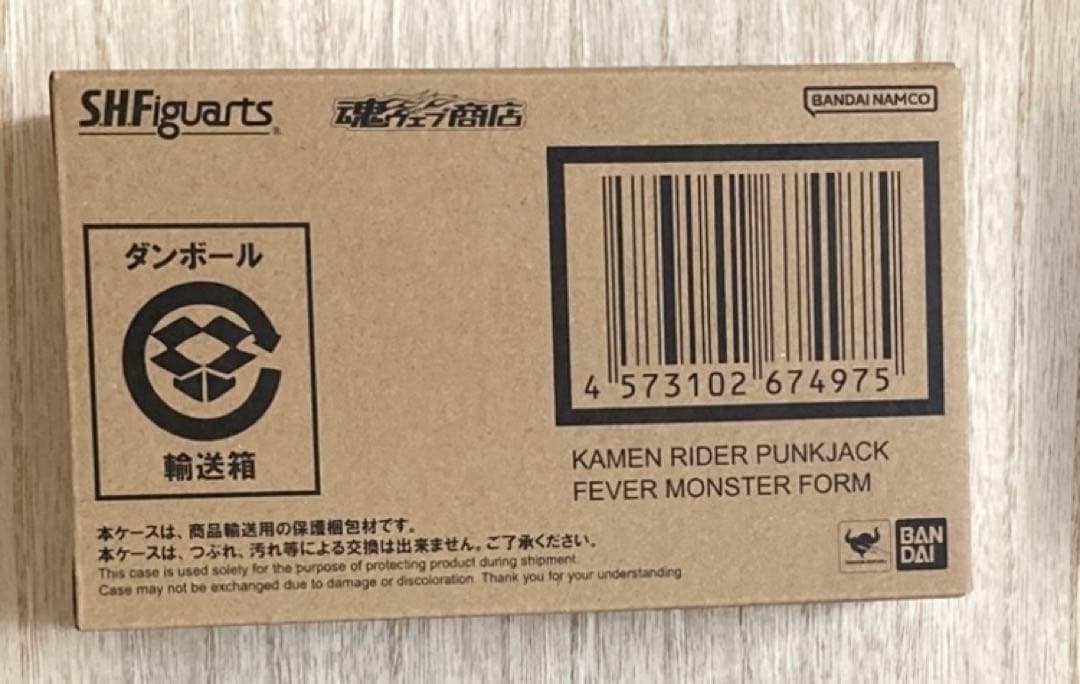 S.H.Figuarts
魂ウェブ商店
BANDAI NAMCO
ダンボール
輸送箱
4 573102 674975
KAMEN RIDER PUNKJACK
FEVER MONSTER FORM
本ケースは、商品輸送用の保護梱包材です。
本ケースは、つぶれ、汚れ等による交換は出来ません。ご了承ください。
This case is used solely for the purpose of protecting product during shipment.
Case may not be exchanged due to damage or discoloration. Thank you for your understanding.
BAN
DAI